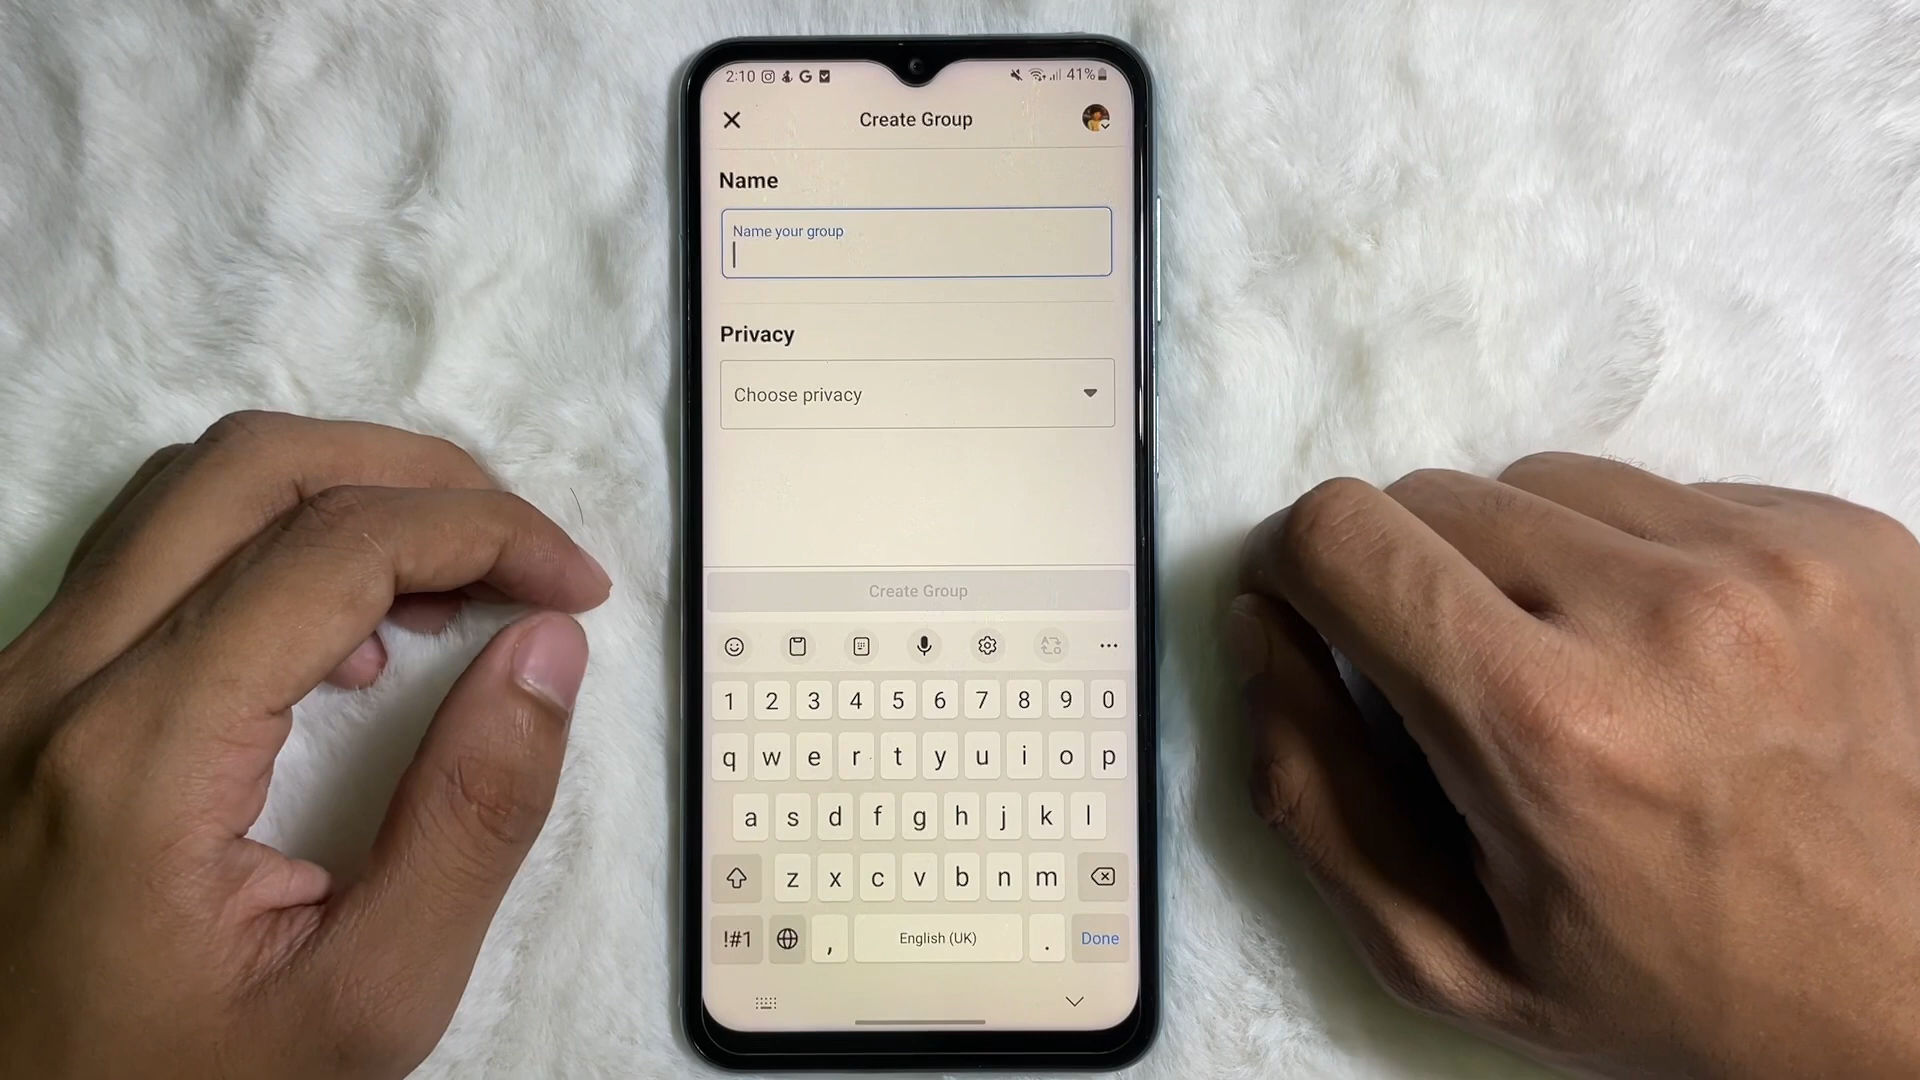 2:10 G 41%
Create Group
Name
Name your group
Privacy
Choose privacy
Create Group
1 2 3 4 5 6 7 8 9 0
q w e r t y u i o p
a s d f g h j k l
z x c v b n m
!#1 , English (UK) . Done